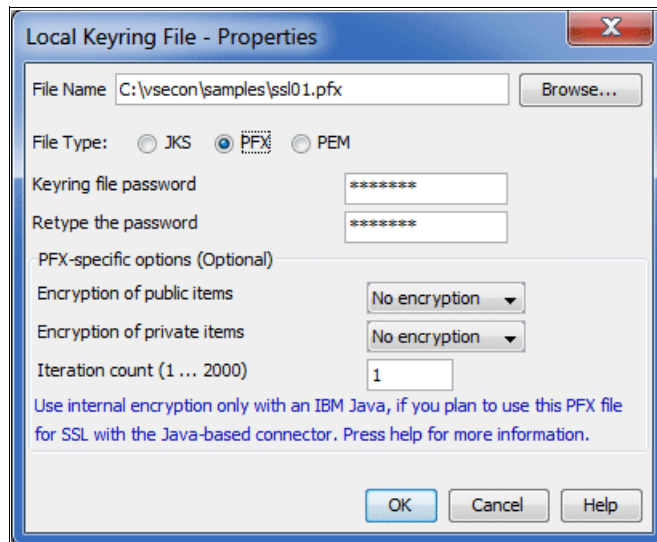 Local Keyring File - Properties
File Name C:\vsecon\samples\ssl01.pfx Browse...
File Type: JKS PFX PEM
Keyring file password *******
Retype the password *******
PFX-specific options (Optional)
Encryption of public items No encryption
Encryption of private items No encryption
Iteration count (1 ... 2000) 1
Use internal encryption only with an IBM Java, if you plan to use this PFX file
for SSL with the Java-based connector. Press help for more information.
OK Cancel Help